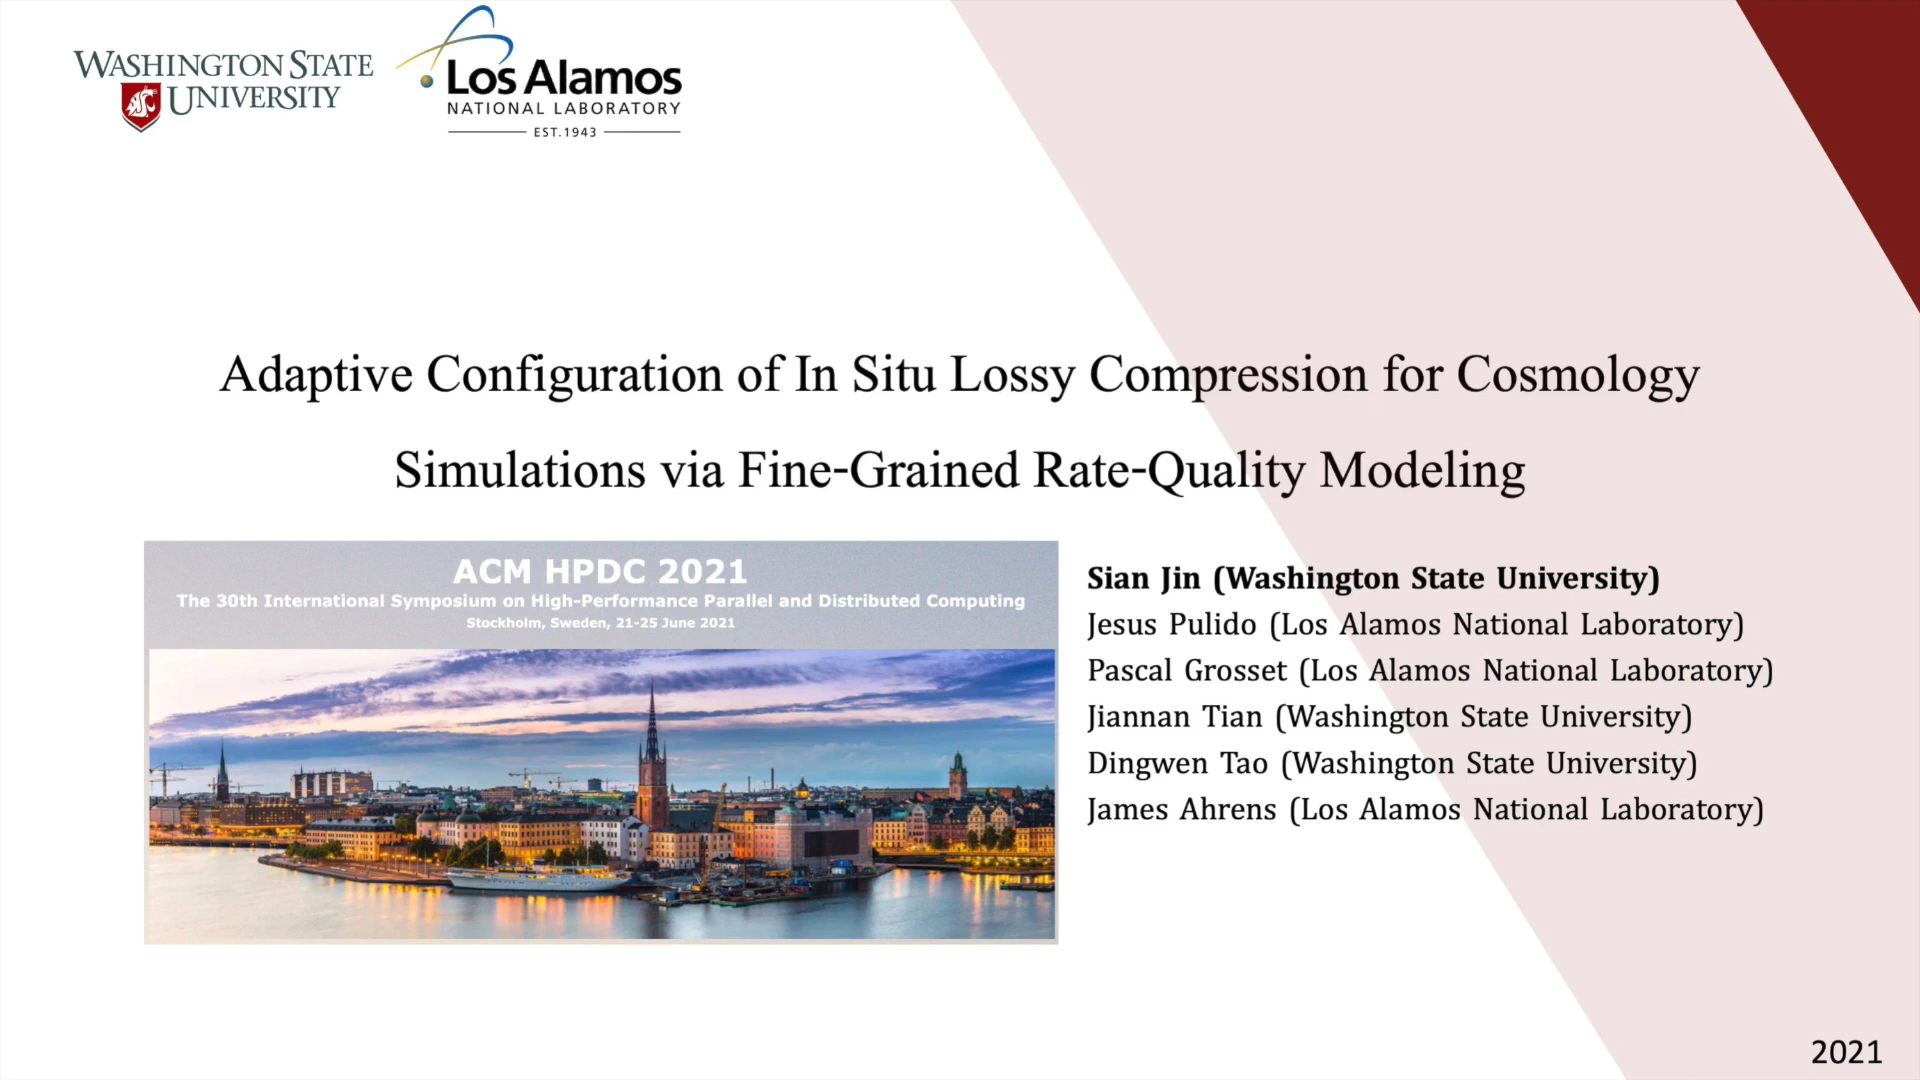 WASHINGTON STATE
UNIVERSITY
Los Alamos
NATIONAL LABORATORY
EST.1943
Adaptive Configuration of In Situ Lossy Compression for Cosmology
Simulations via Fine-Grained Rate-Quality Modeling
ACM HPDC 2021
The 30th International Symposium on High-Performance Parallel and Distributed Computing
Stockholm, Sweden, 21-25 June 2021
Sian Jin (Washington State University)
Jesus Pulido (Los Alamos National Laboratory)
Pascal Grosset (Los Alamos National Laboratory)
Jiannan Tian (Washington State University)
Dingwen Tao (Washington State University)
James Ahrens (Los Alamos National Laboratory)
2021